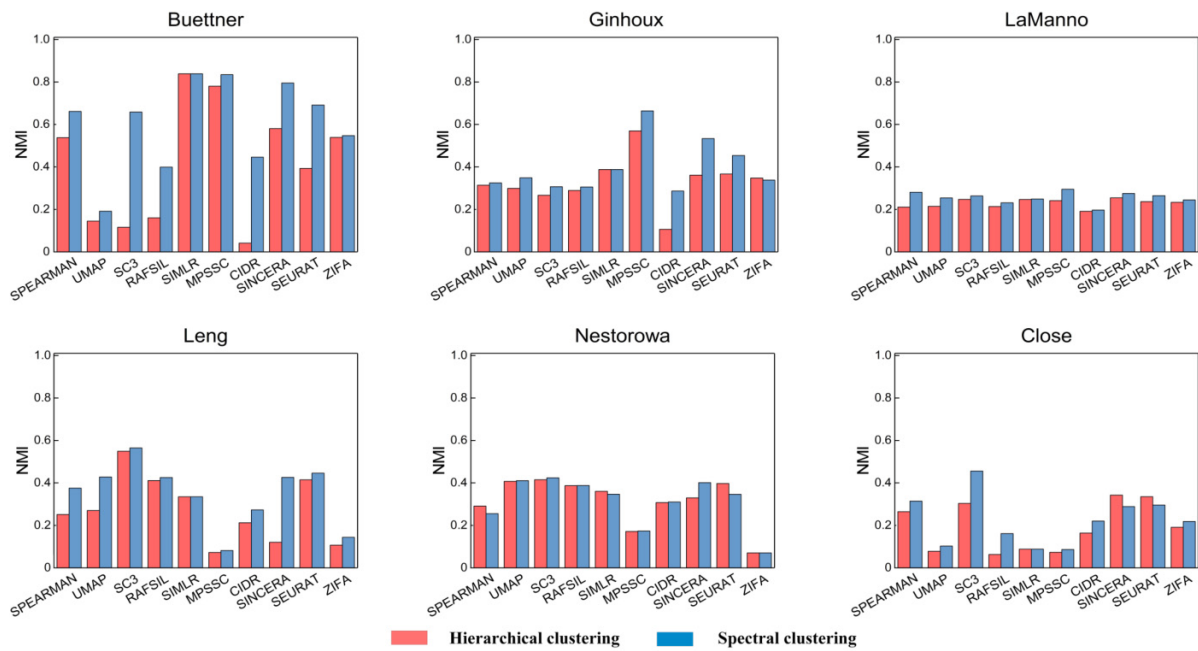 Buettner
Ginhoux
LaManno
1.0
0.8
0.6
0.4
0.2
0
NMI
SPEARMAN
UMAP
SC3
RAFSIL
SIMLR
MPSSC
CIDR
SINCERA
SEURAT
ZIFA
1.0
0.8
0.6
0.4
0.2
0
NMI
SPEARMAN
UMAP
SC3
RAFSIL
SIMLR
MPSSC
CIDR
SINCERA
SEURAT
ZIFA
1.0
0.8
0.6
0.4
0.2
0
NMI
SPEARMAN
UMAP
SC3
RAFSIL
SIMLR
MPSSC
CIDR
SINCERA
SEURAT
ZIFA
Leng
Nestorowa
Close
1.0
0.8
0.6
0.4
0.2
0
NMI
SPEARMAN
UMAP
SC3
RAFSIL
SIMLR
MPSSC
CIDR
SINCERA
SEURAT
ZIFA
1.0
0.8
0.6
0.4
0.2
0
NMI
SPEARMAN
UMAP
SC3
RAFSIL
SIMLR
MPSSC
CIDR
SINCERA
SEURAT
ZIFA
1.0
0.8
0.6
0.4
0.2
0
NMI
SPEARMAN
UMAP
SC3
RAFSIL
SIMLR
MPSSC
CIDR
SINCERA
SEURAT
ZIFA
Hierarchical clustering
Spectral clustering